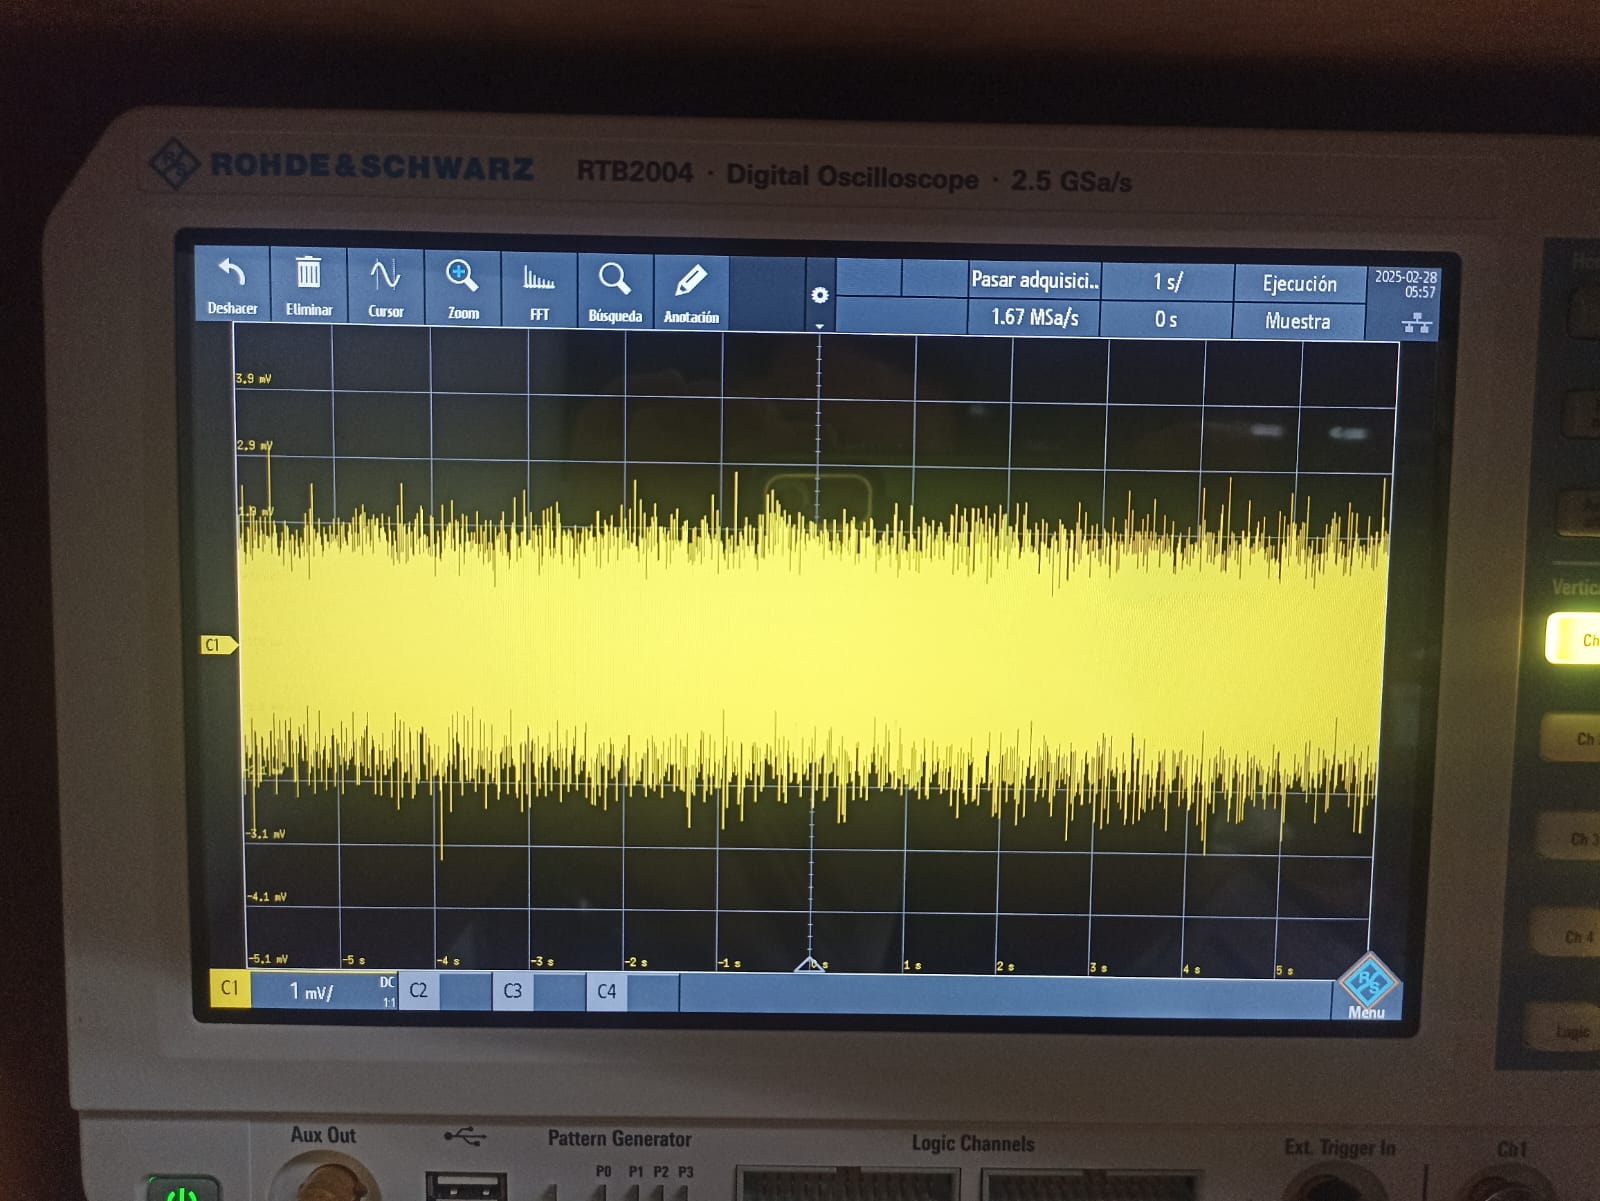 ROHDE&SCHWARZ RTB2004 · Digital Oscilloscope · 2.5 GSa/s
Deshacer
Eliminar
Cursor
Zoom
FFT
Búsqueda
Anotación
Pasar adquisici..
1 s/
Ejecución
2025-02-28
05:57
1.67 MSa/s
0 s
Muestra
3.9 mV
2.9 mV
1.9 mV
C1
-3.1 mV
-4.1 mV
-5.1 mV
-5 s
-4 s
-3 s
-2 s
-1 s
0 s
1 s
2 s
3 s
4 s
5 s
C1
1 mV/
DC
1:1
C2
C3
C4
Menu
Vertic
Ch
Ch
Ch 3
Ch 4
Logic
Aux Out
Pattern Generator
P0 P1 P2 P3
Logic Channels
Ext. Trigger In
Ch1